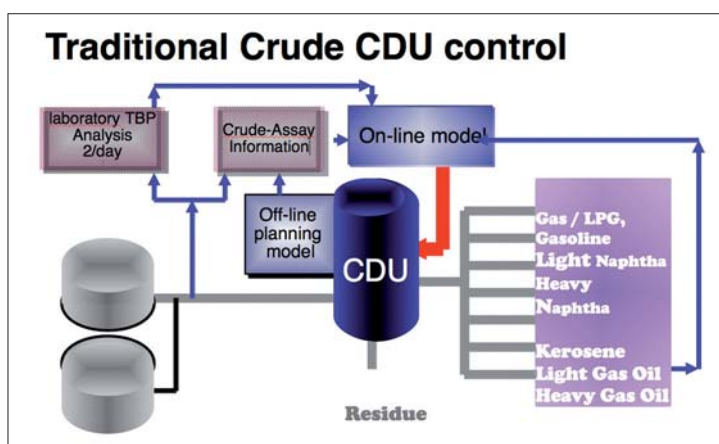 Traditional Crude CDU control
laboratory TBP
Analysis
2/day
Crude-Assay
Information
On-line model
Off-line
planning
model
CDU
Gas / LPG,
Gasoline
Light Naphtha
Heavy
Naphtha
Kerosene
Light Gas Oil
Heavy Gas Oil
Residue